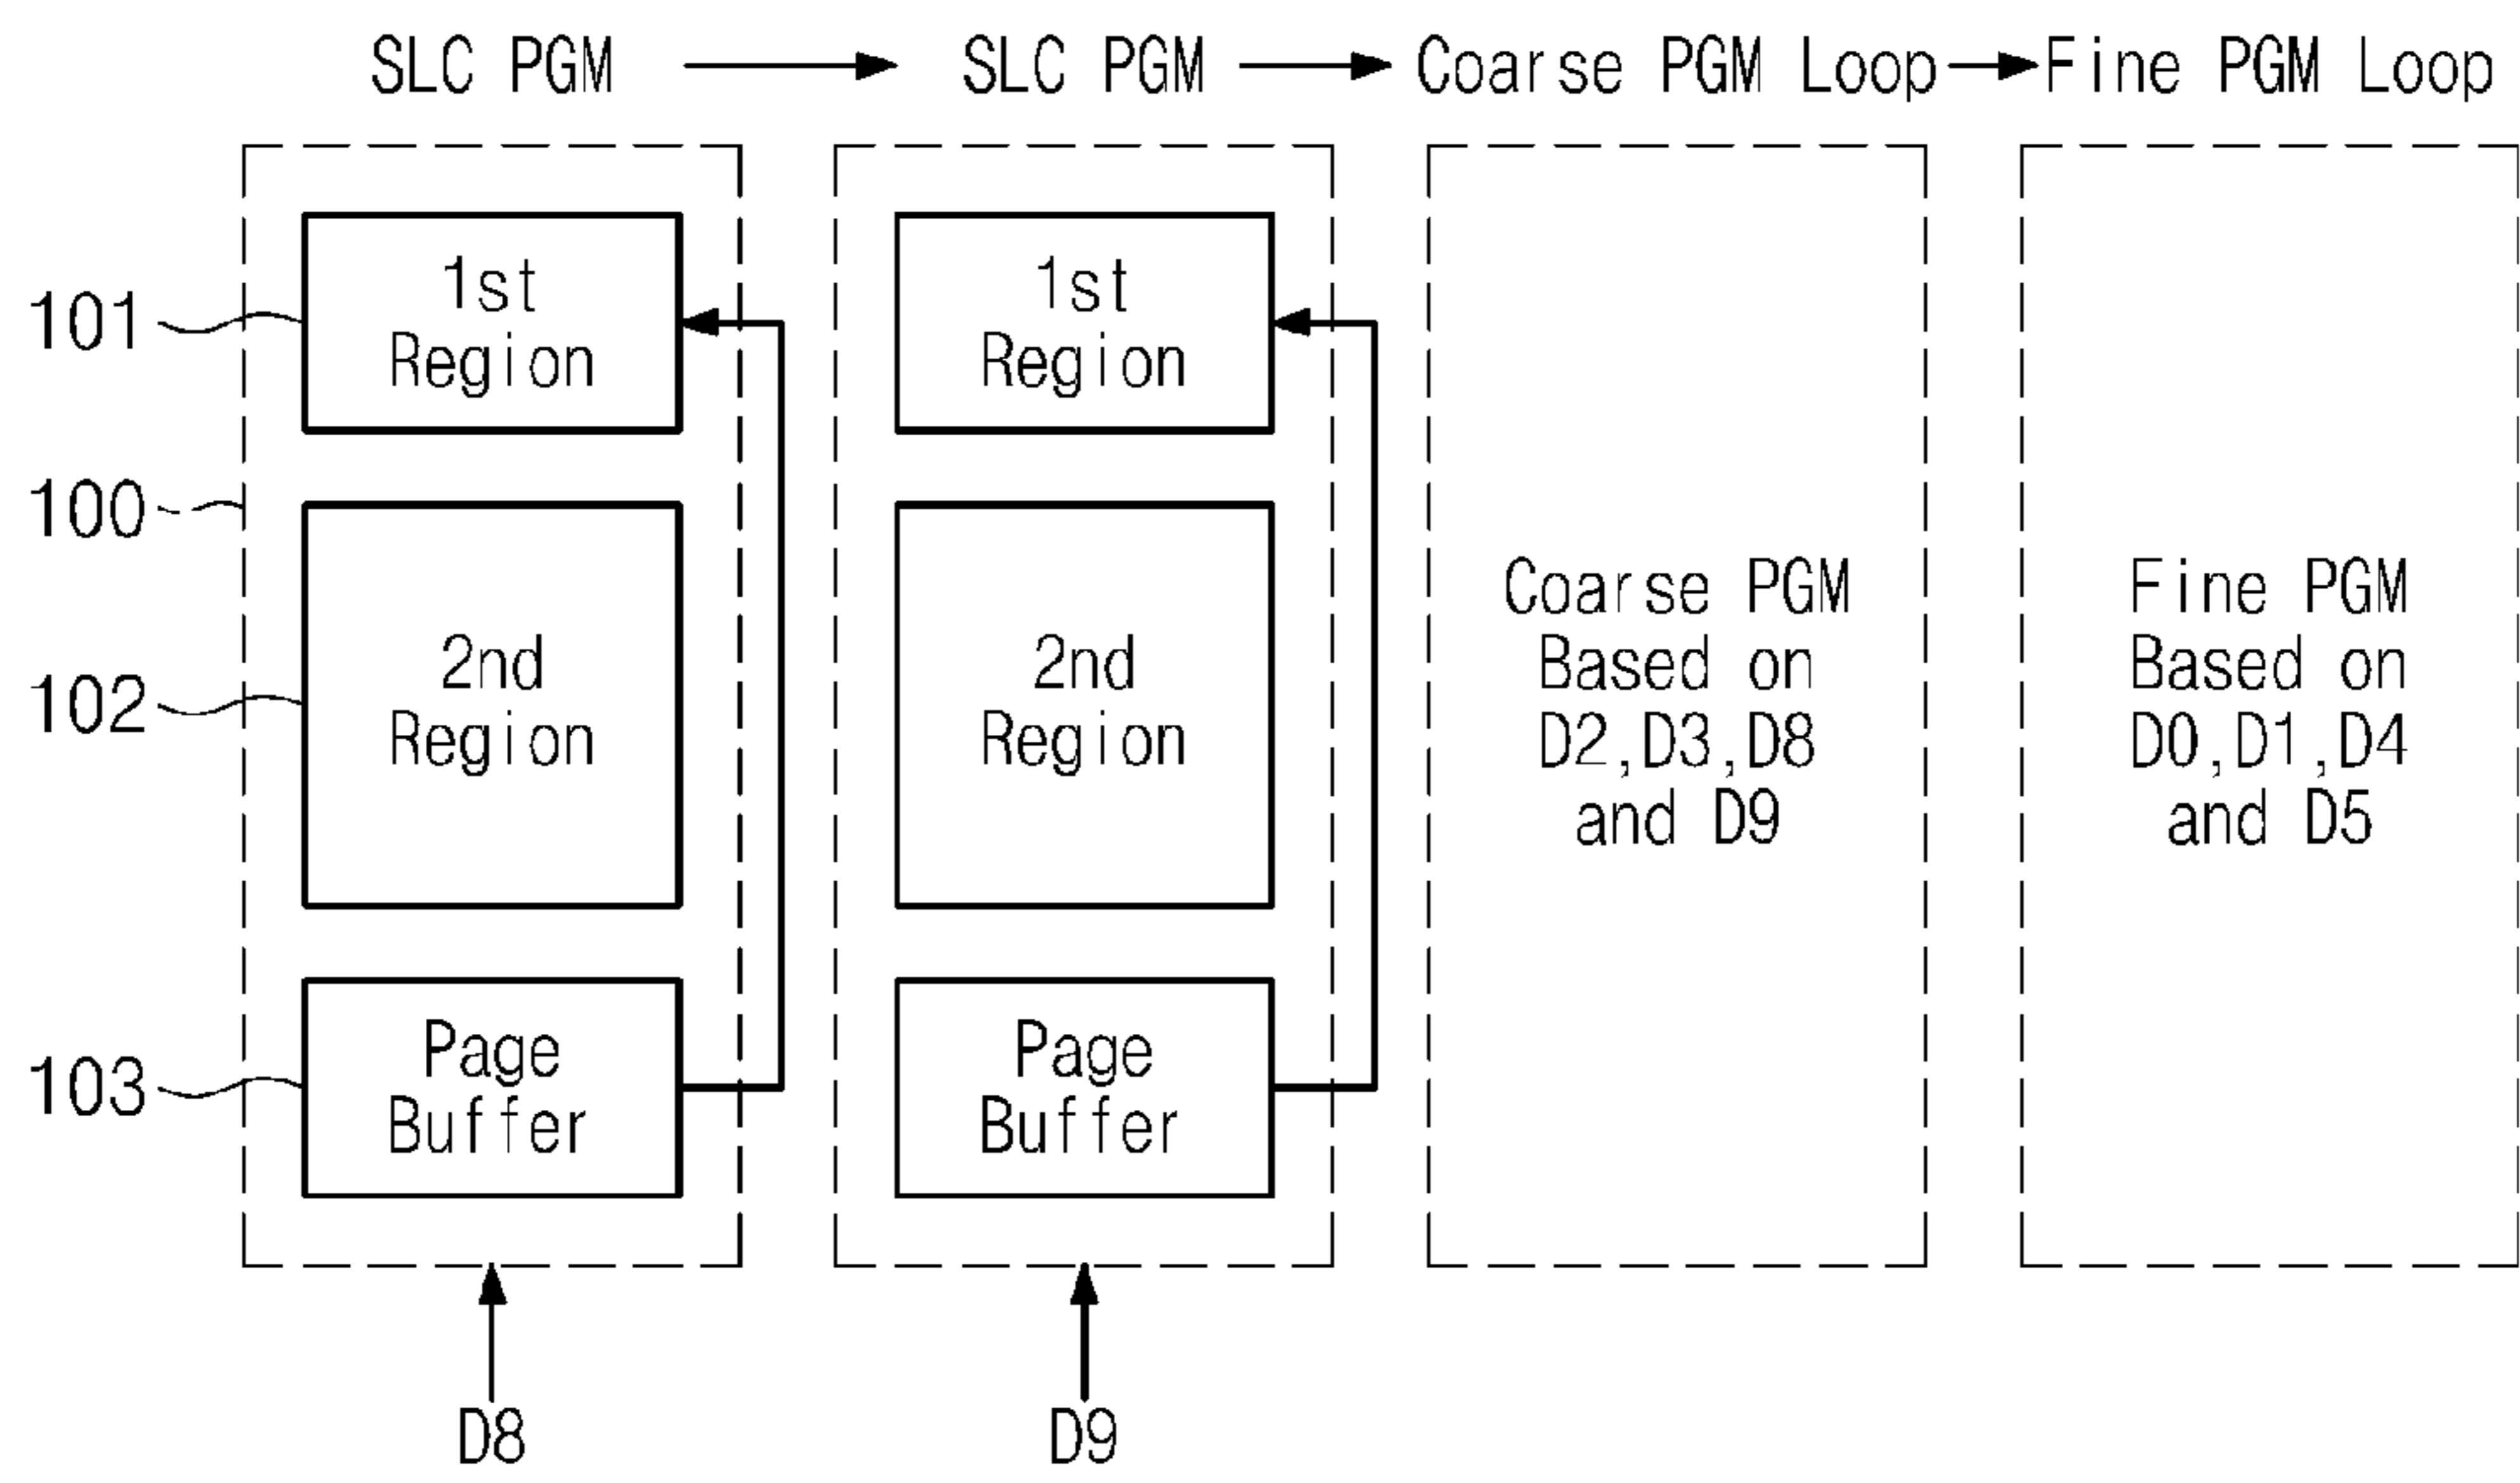 SLC PGM
SLC PGM
Coarse PGM Loop
Fine PGM Loop
101
100
102
103
1st
Region
2nd
Region
Page
Buffer
D8
1st
Region
2nd
Region
Page
Buffer
D9
Coarse PGM
Based on
D2,D3,D8
and D9
Fine PGM
Based on
D0,D1,D4
and D5